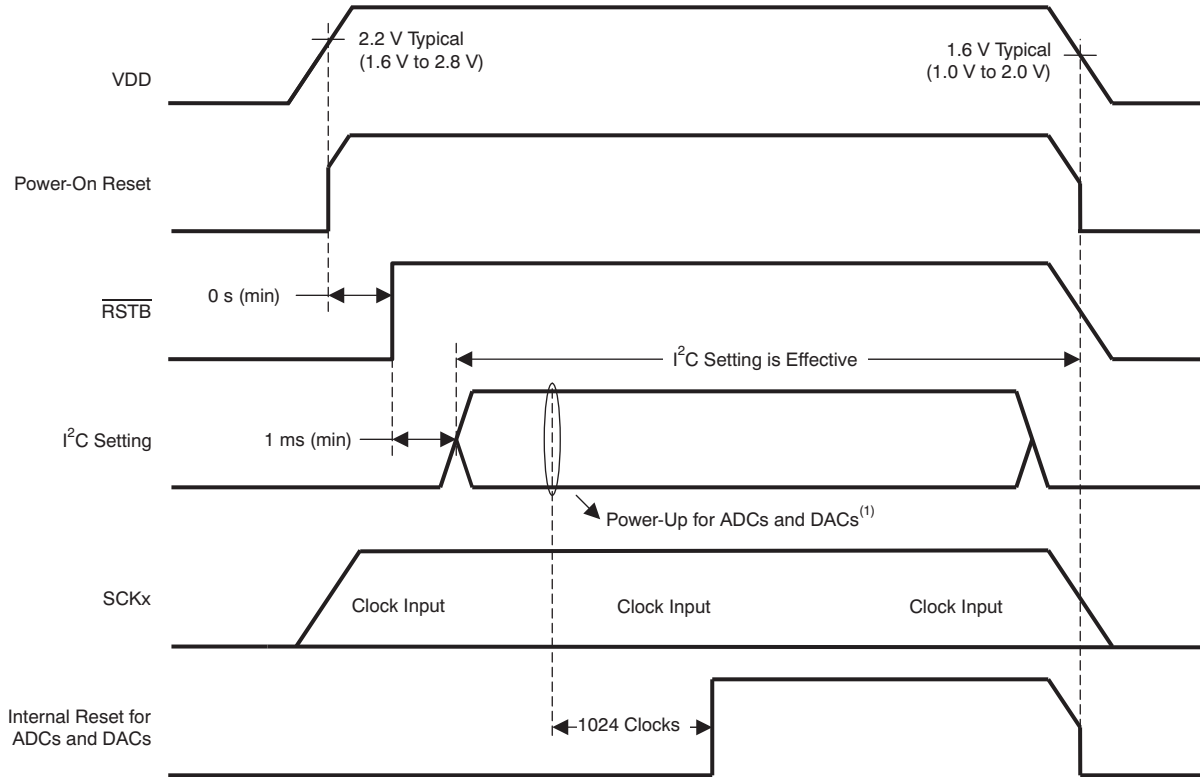 2.2 V Typical
(1.6 V to 2.8 V)
1.6 V Typical
(1.0 V to 2.0 V)
VDD
Power-On Reset
0 s (min)
RSTB
I²C Setting is Effective
I²C Setting
1 ms (min)
Power-Up for ADCs and DACs⁽¹⁾
SCKx
Clock Input
Clock Input
Clock Input
Internal Reset for
ADCs and DACs
1024 Clocks